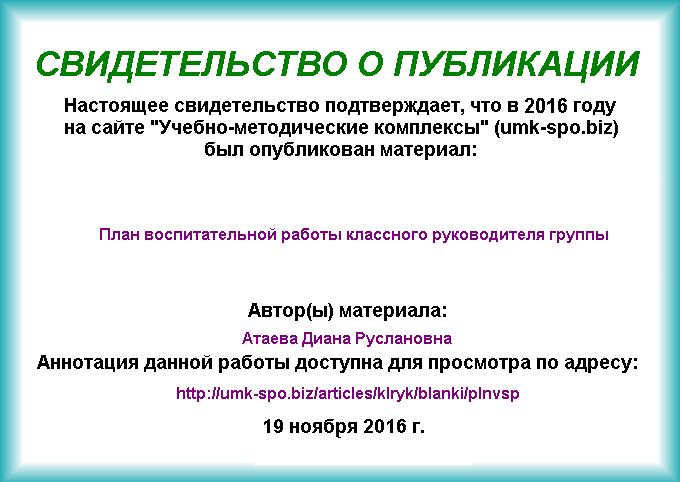 СВИДЕТЕЛЬСТВО О ПУБЛИКАЦИИ
Настоящее свидетельство подтверждает, что в 2016 году
на сайте "Учебно-методические комплексы" (umk-spo.biz)
был опубликован материал:
План воспитательной работы классного руководителя группы
Автор(ы) материала:
Атаева Диана Руслановна
Аннотация данной работы доступна для просмотра по адресу:
http://umk-spo.biz/articles/klryk/blanki/plnvsp
19 ноября 2016 г.